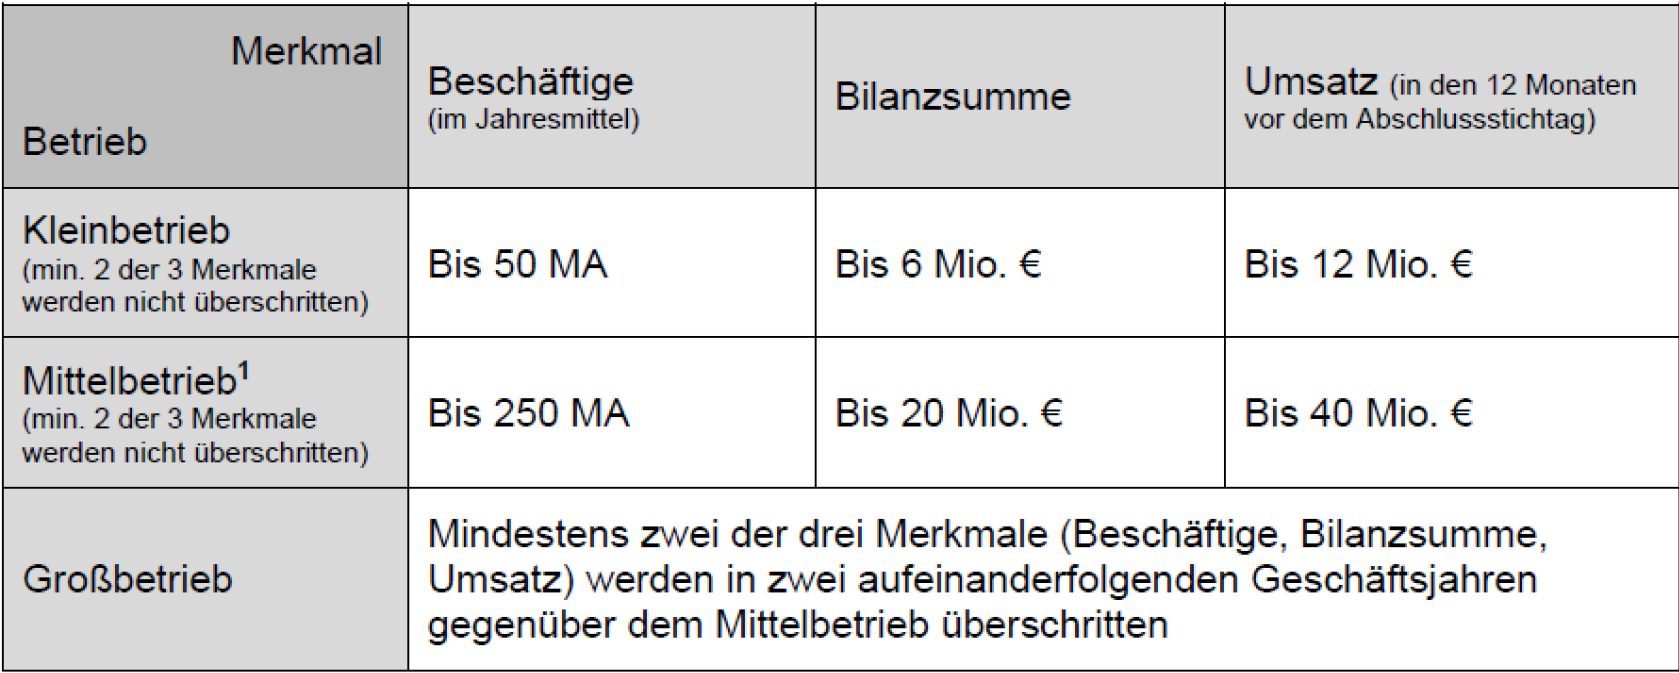 Merkmal
Betrieb
Beschäftige
(im Jahresmittel)
Bilanzsumme
Umsatz (in den 12 Monaten
vor dem Abschlussstichtag)
Kleinbetrieb
(min. 2 der 3 Merkmale
werden nicht überschritten)
Bis 50 MA
Bis 6 Mio. €
Bis 12 Mio. €
Mittelbetrieb¹
(min. 2 der 3 Merkmale
werden nicht überschritten)
Bis 250 MA
Bis 20 Mio. €
Bis 40 Mio. €
Großbetrieb
Mindestens zwei der drei Merkmale (Beschäftige, Bilanzsumme,
Umsatz) werden in zwei aufeinanderfolgenden Geschäftsjahren
gegenüber dem Mittelbetrieb überschritten